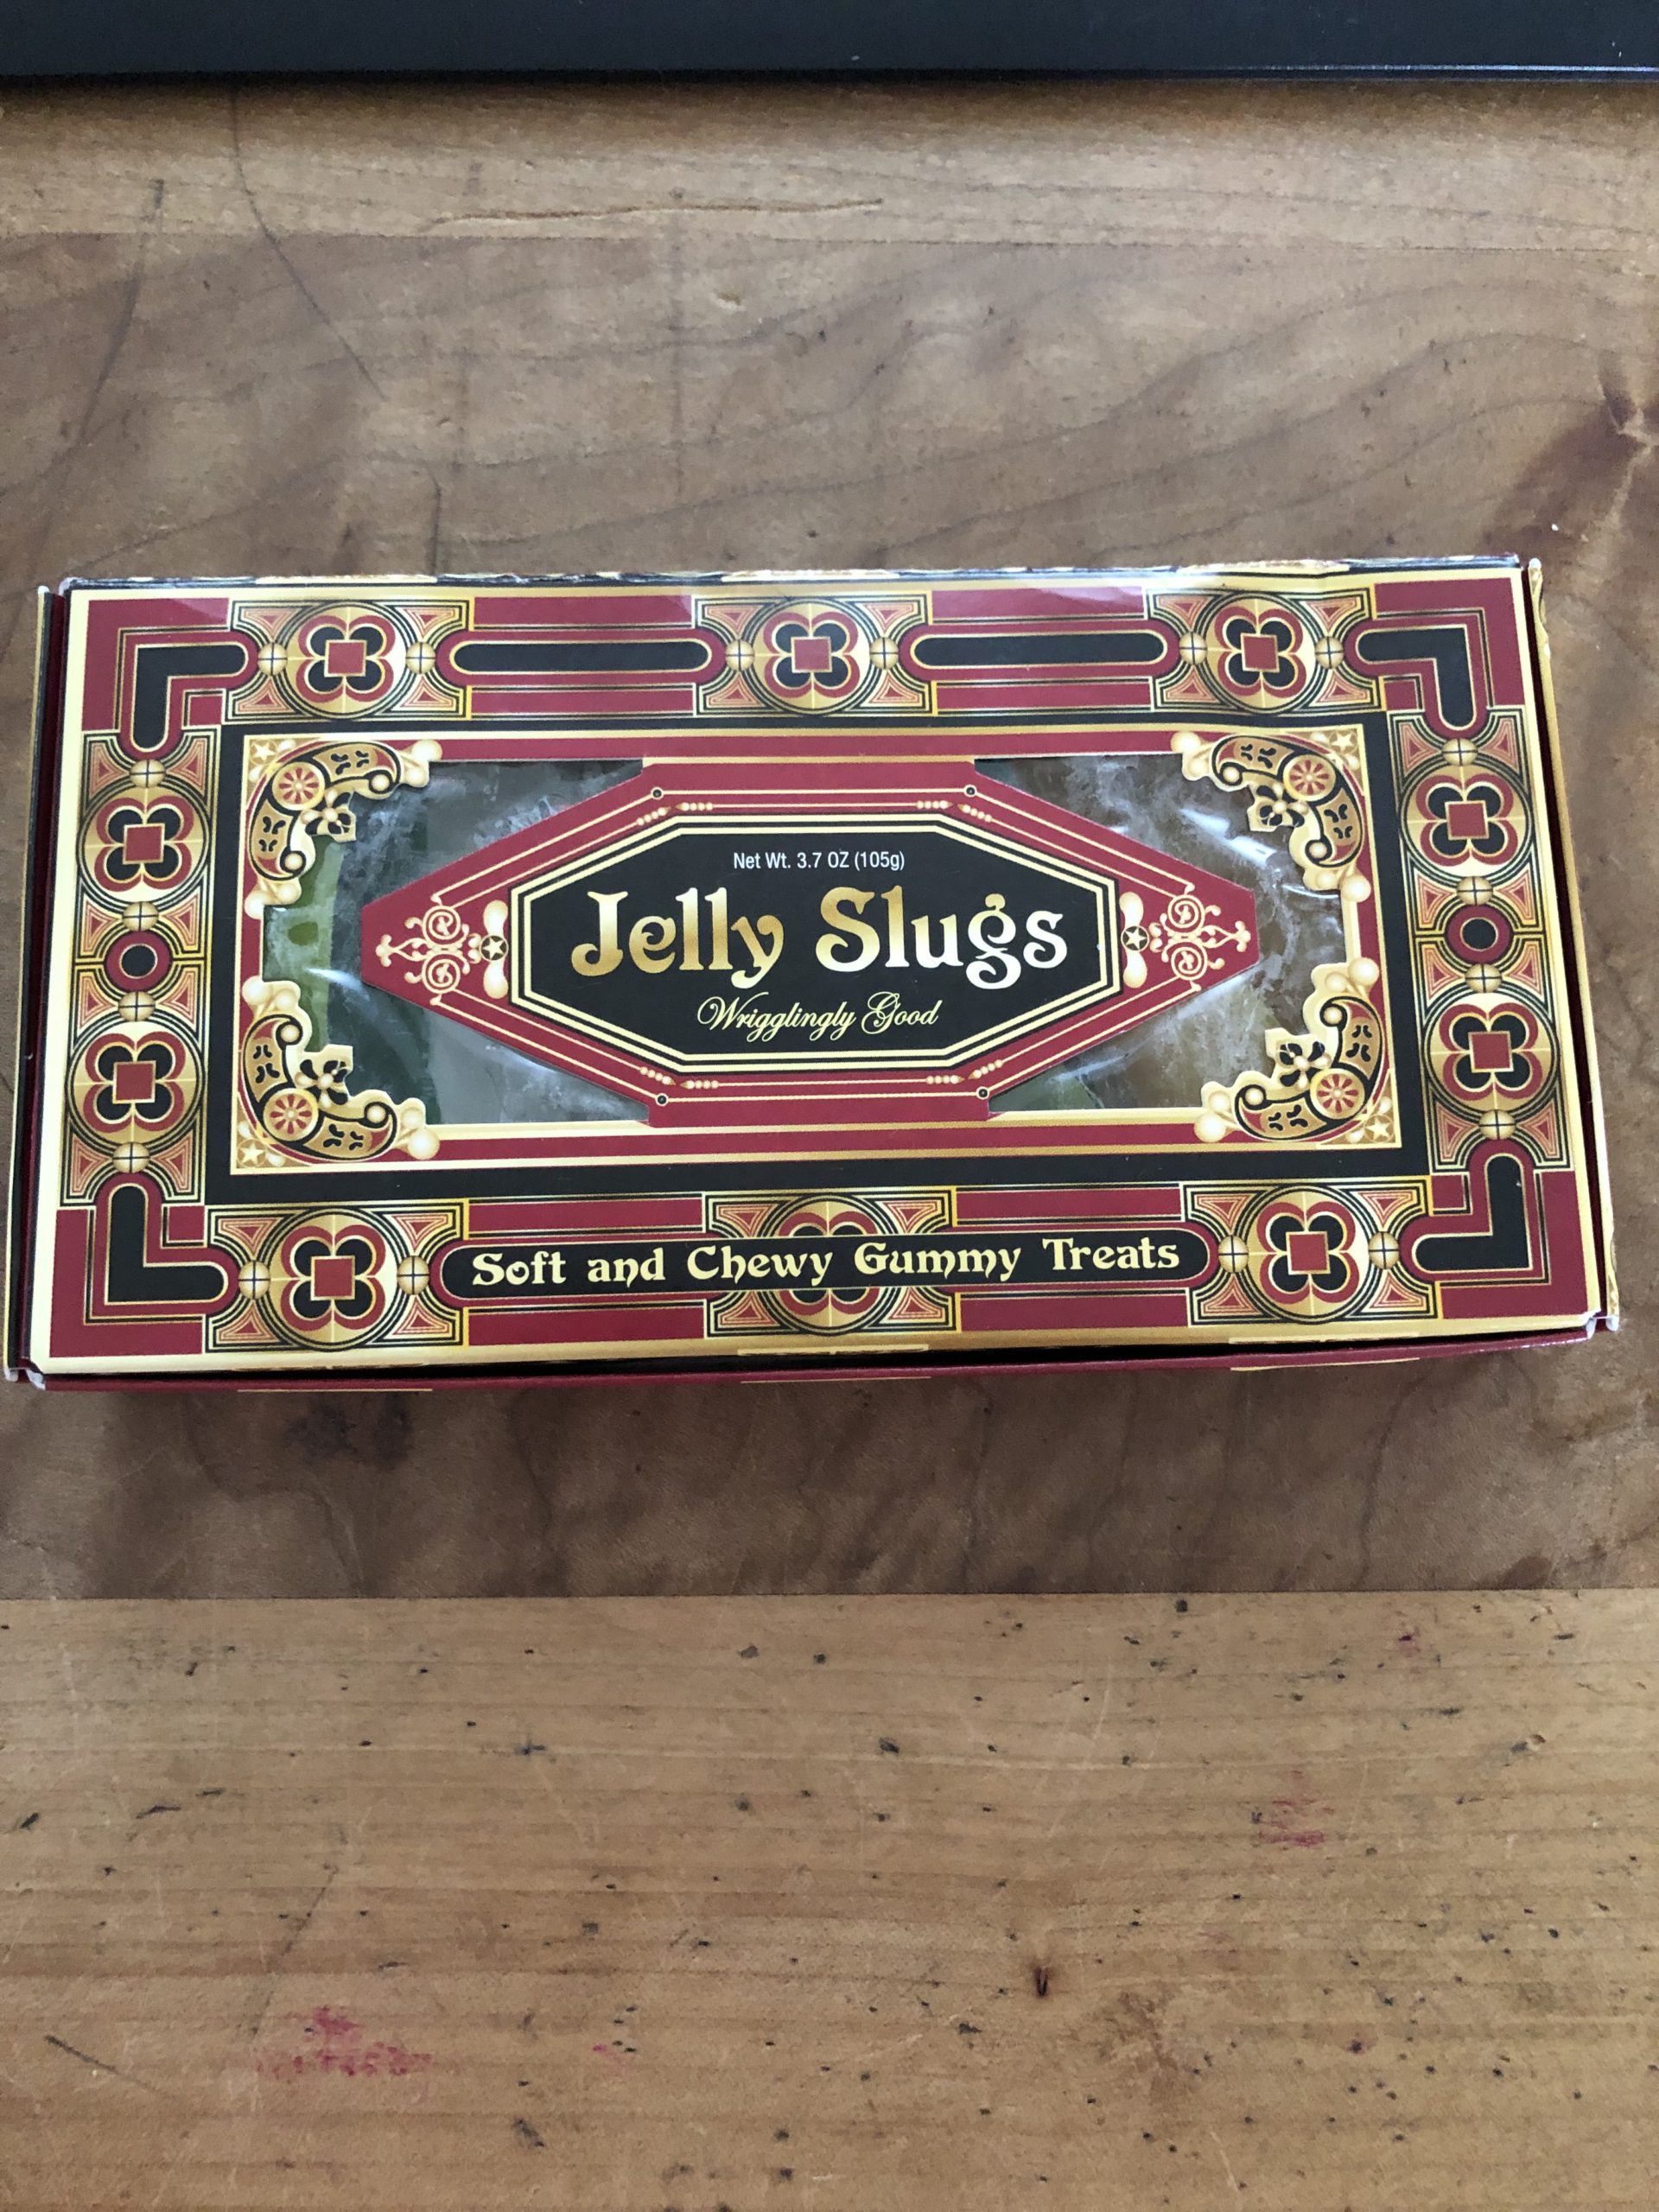 Net Wt. 3.7 OZ (105g)
Jelly Slugs
Wrigglingly Good
Soft and Chewy Gummy Treats